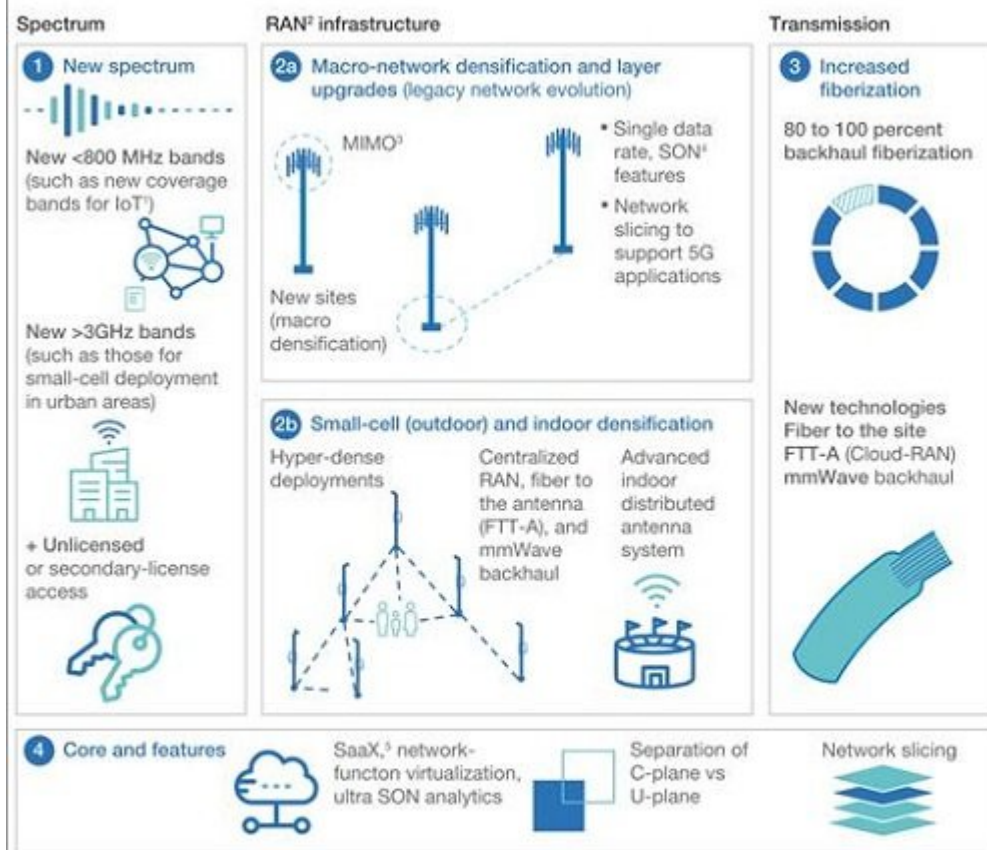 Spectrum
RAN² infrastructure
Transmission
1 New spectrum
New <800 MHz bands
(such as new coverage
bands for IoT¹)
New >3GHz bands
(such as those for
small-cell deployment
in urban areas)
+ Unlicensed
or secondary-license
access
2a Macro-network densification and layer
upgrades (legacy network evolution)
MIMO³
New sites
(macro
densification)
• Single data
rate, SON⁴
features
• Network
slicing to
support 5G
applications
2b Small-cell (outdoor) and indoor densification
Hyper-dense
deployments
Centralized
RAN, fiber to
the antenna
(FTT-A), and
mmWave
backhaul
Advanced
indoor
distributed
antenna
system
3 Increased
fiberization
80 to 100 percent
backhaul fiberization
New technologies
Fiber to the site
FTT-A (Cloud-RAN)
mmWave backhaul
4 Core and features
SaaX,⁵ network-
functon virtualization,
ultra SON analytics
Separation of
C-plane vs
U-plane
Network slicing